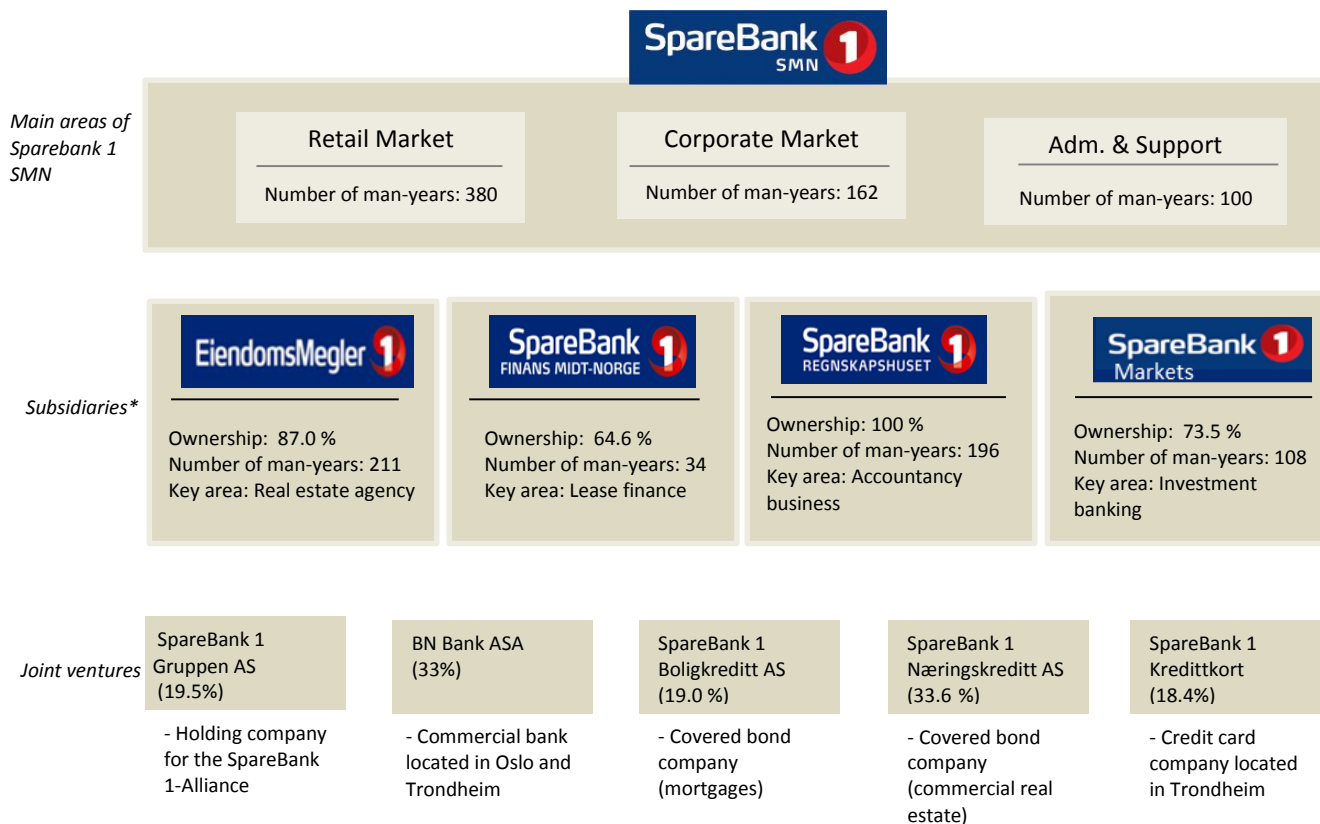 SpareBank 1
SMN
Main areas of
Sparebank 1
SMN
Retail Market
Number of man-years: 380
Corporate Market
Number of man-years: 162
Adm. & Support
Number of man-years: 100
Subsidiaries*
EiendomsMegler 1
Ownership: 87.0 %
Number of man-years: 211
Key area: Real estate agency
SpareBank 1
FINANS MIDT-NORGE
Ownership: 64.6 %
Number of man-years: 34
Key area: Lease finance
SpareBank 1
REGNSKAPSHUSET
Ownership: 100 %
Number of man-years: 196
Key area: Accountancy
business
SpareBank 1
Markets
Ownership: 73.5 %
Number of man-years: 108
Key area: Investment
banking
Joint ventures
SpareBank 1
Gruppen AS
(19.5%)
- Holding company
for the SpareBank
1-Alliance
BN Bank ASA
(33%)
- Commercial bank
located in Oslo and
Trondheim
SpareBank 1
Boligkreditt AS
(19.0 %)
- Covered bond
company
(mortgages)
SpareBank 1
Næringskreditt AS
(33.6 %)
- Covered bond
company
(commercial real
estate)
SpareBank 1
Kredittkort
(18.4%)
- Credit card
company located
in Trondheim